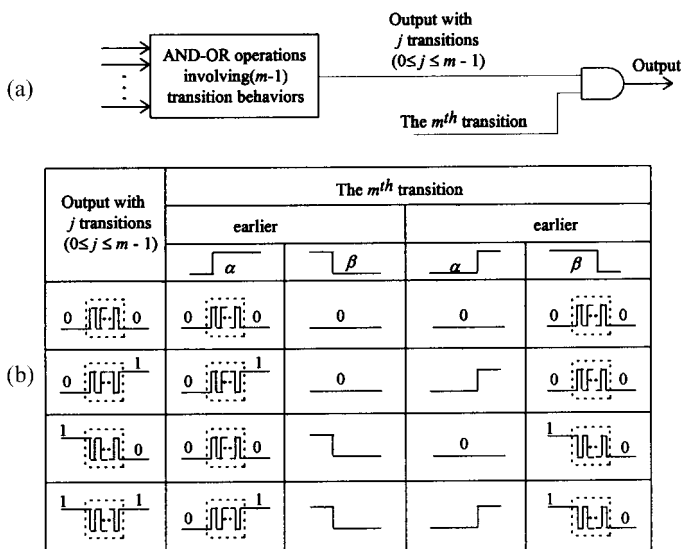 (a)
AND-OR operations
involving(m-1)
transition behaviors
Output with
j transitions
(0≤j ≤ m - 1)
Output
The mth transition
(b)
Output with
j transitions
(0≤j ≤ m - 1)
The mth transition
earlier earlier
α β α β
0 0 0 0 0 0 0 0
0 1 0 1 0 0 0
1 0 0 0 0 1 0
1 1 0 1 1 0